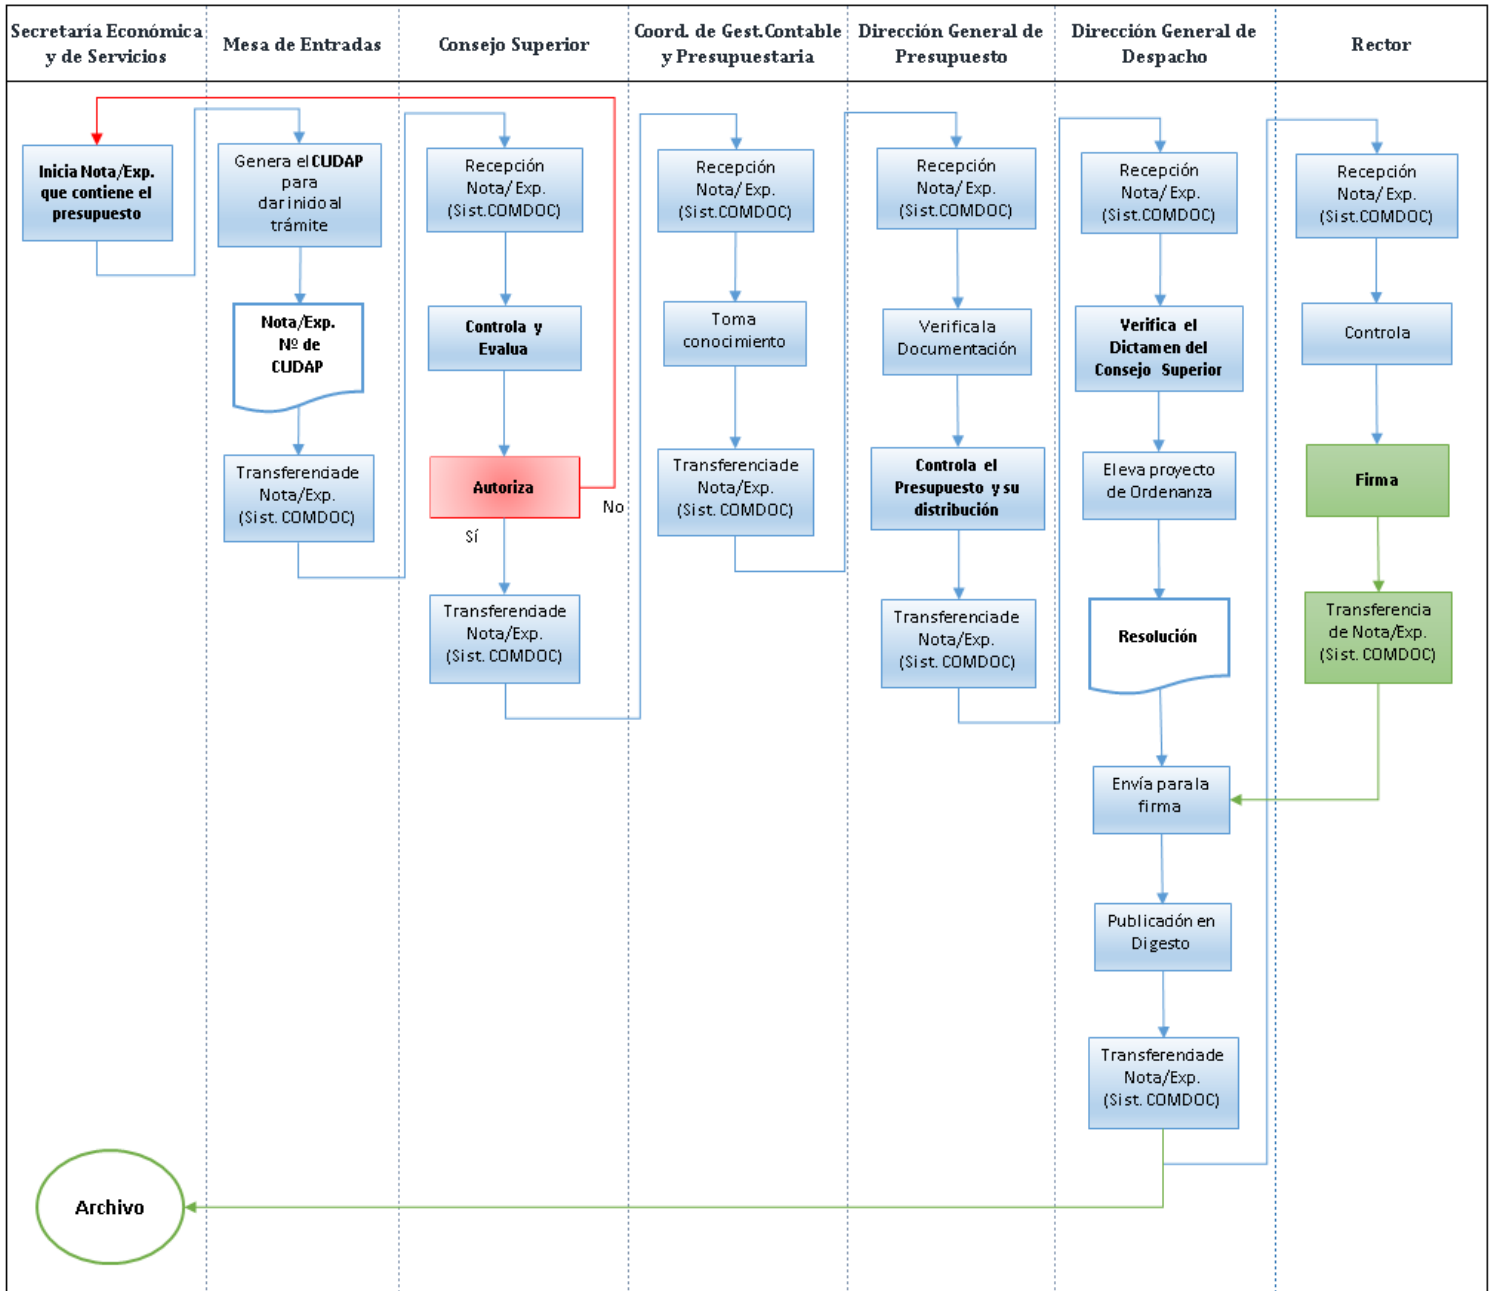 Secretaría Económica
y de Servicios
Mesa de Entradas
Consejo Superior
Coord. de Gest.Contable
y Presupuestaria
Dirección General de
Presupuesto
Dirección General de
Despacho
Rector
Inicia Nota/Exp.
que contiene el
presupuesto
Genera el CUDAP
para
dar inicio al
trámite
Nota/Exp.
Nº de
CUDAP
Transferencia de
Nota/Exp.
(Sist. COMDOC)
Recepción
Nota/ Exp.
(Sist.COMDOC)
Controla y
Evalua
Autoriza
No
Sí
Transferencia de
Nota/Exp.
(Sist. COMDOC)
Recepción
Nota/ Exp.
(Sist.COMDOC)
Toma
conocimiento
Transferencia de
Nota/Exp.
(Sist. COMDOC)
Recepción
Nota/ Exp.
(Sist.COMDOC)
Verifica la
Documentación
Controla el
Presupuesto y su
distribución
Transferencia de
Nota/Exp.
(Sist. COMDOC)
Recepción
Nota/ Exp.
(Sist.COMDOC)
Verifica el
Dictamen del
Consejo Superior
Eleva proyecto
de Ordenanza
Resolución
Envía para la
firma
Publicación en
Digesto
Transferencia de
Nota/Exp.
(Sist. COMDOC)
Recepción
Nota/ Exp.
(Sist.COMDOC)
Controla
Firma
Transferencia
de Nota/Exp.
(Sist. COMDOC)
Archivo